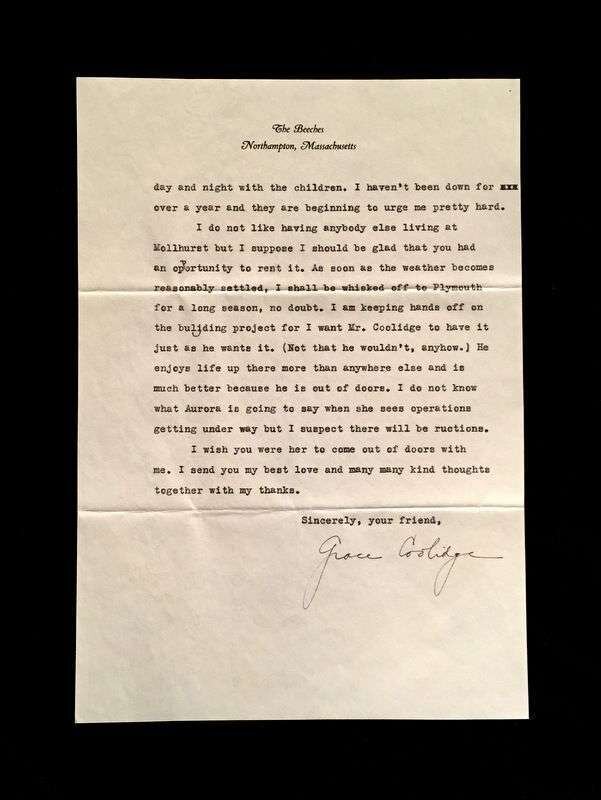 The Beeches
Northampton, Massachusetts
day and night with the children. I haven't been down for xxx
over a year and they are beginning to urge me pretty hard.
I do not like having anybody else living at
Mollhurst but I suppose I should be glad that you had
an opportunity to rent it. As soon as the weather becomes
reasonably settled, I shall be whisked off to Plymouth
for a long season, no doubt. I am keeping hands off on
the buliding project for I want Mr. Coolidge to have it
just as he wants it. (Not that he wouldn't, anyhow.) He
enjoys life up there more than anywhere else and is
much better because he is out of doors. I do not know
what Aurora is going to say when she sees operations
getting under way but I suspect there will be ructions.
I wish you were her to come out of doors with
me. I send you my best love and many many kind thoughts
together with my thanks.
Sincerely, your friend,
Grace Coolidge